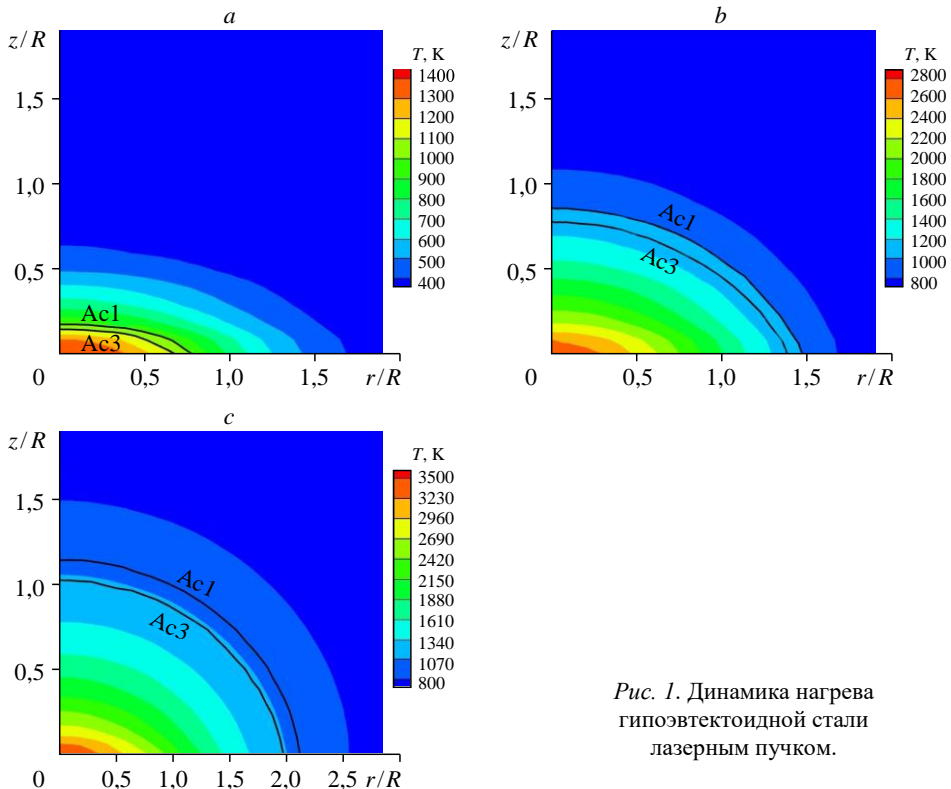 a
z/R
T, K
1400
1300
1200
1100
1000
900
800
700
600
500
400
1,5
1,0
0,5
Ac1
Ac3
0
0,5
1,0
1,5
r/R
b
z/R
T, K
2800
2600
2400
2000
1800
1600
1400
1200
1000
800
1,5
1,0
0,5
Ac1
Ac3
0
0,5
1,0
1,5
r/R
c
z/R
T, K
3500
3230
2960
2690
2420
2150
1880
1610
1340
1070
800
1,5
1,0
0,5
Ac1
Ac3
0
0,5
1,0
1,5
2,0
2,5
r/R
Рис. 1. Динамика нагрева
гипоэвтектоидной стали
лазерным пучком.